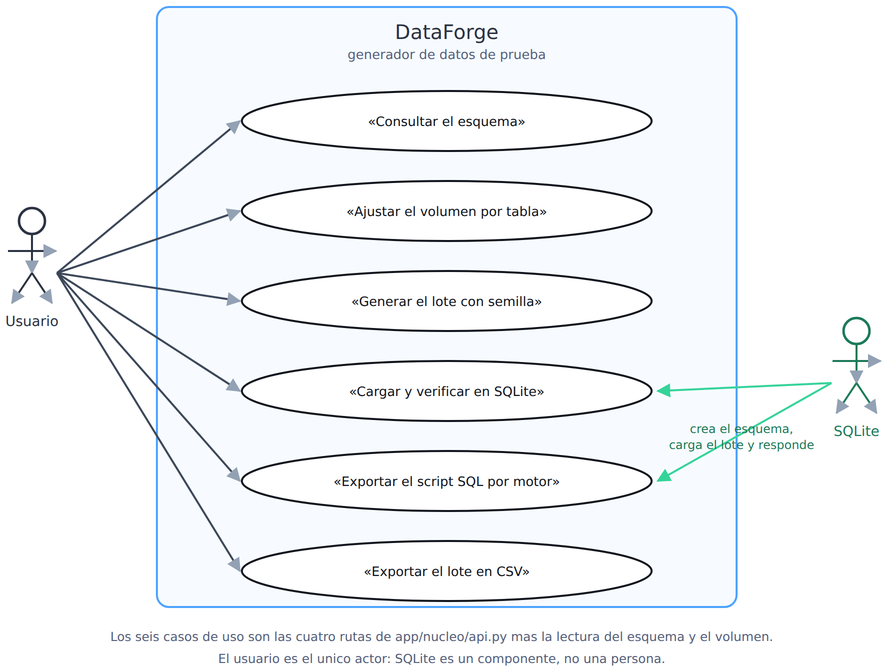 DataForge
generador de datos de prueba
«Consultar el esquema»
«Ajustar el volumen por tabla»
«Generar el lote con semilla»
Usuario
«Cargar y verificar en SQLite»
crea el esquema,
carga el lote y responde
SQLite
«Exportar el script SQL por motor»
«Exportar el lote en CSV»
Los seis casos de uso son las cuatro rutas de app/nucleo/api.py mas la lectura del esquema y el volumen.
El usuario es el unico actor: SQLite es un componente, no una persona.